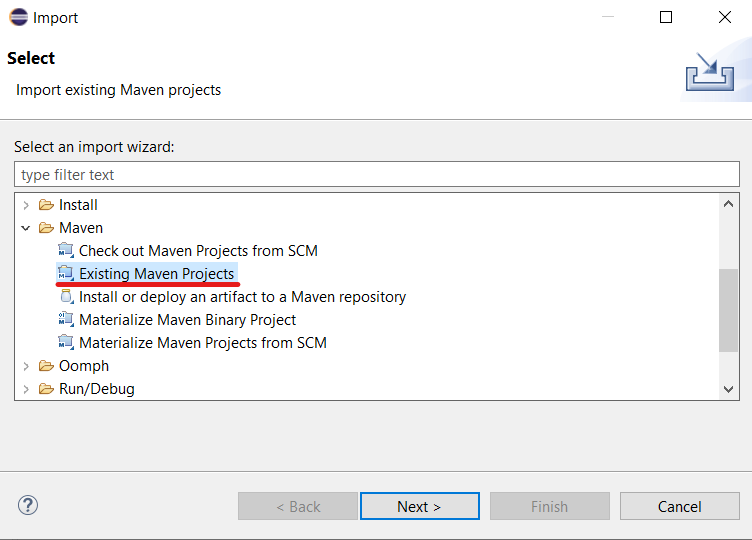 Import
Select
Import existing Maven projects
Select an import wizard:
type filter text
Install
Maven
Check out Maven Projects from SCM
Existing Maven Projects
Install or deploy an artifact to a Maven repository
Materialize Maven Binary Project
Materialize Maven Projects from SCM
Oomph
Run/Debug
? < Back Next > Finish Cancel